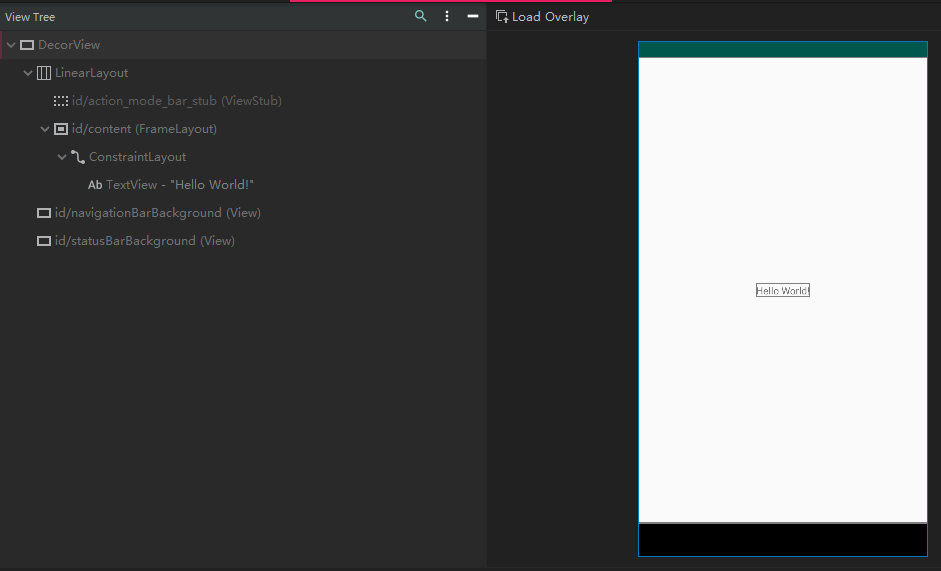 View Tree
Load Overlay
DecorView
LinearLayout
id/action_mode_bar_stub (ViewStub)
id/content (FrameLayout)
ConstraintLayout
Ab TextView - "Hello World!"
id/navigationBarBackground (View)
id/statusBarBackground (View)
Hello World!